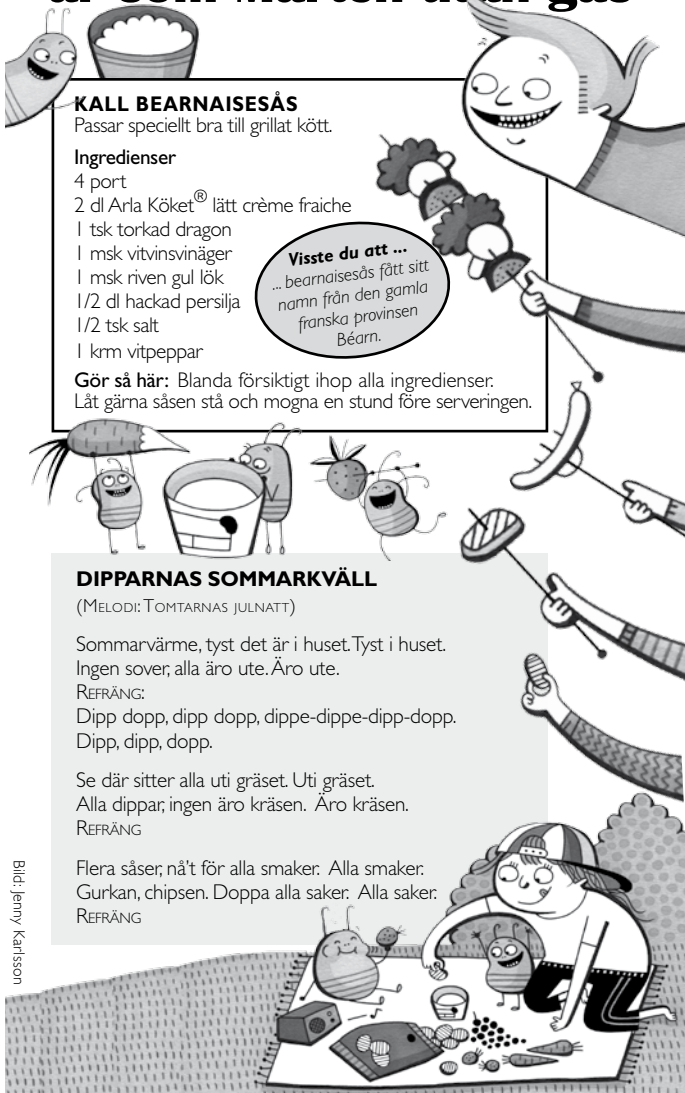 KALL BEARNAISESÅS
Passar speciellt bra till grillat kött.
Ingredienser
4 port
2 dl Arla Köket® lätt crème fraiche
1 tsk torkad dragon
1 msk vitvinsvinäger
1 msk riven gul lök
1/2 dl hackad persilja
1/2 tsk salt
1 krm vitpeppar
Visste du att ...
... bearnaisesås fått sitt
namn från den gamla
franska provinsen
Béarn.
Gör så här: Blanda försiktigt ihop alla ingredienser.
Låt gärna såsen stå och mogna en stund före serveringen.
DIPPARNAS SOMMARKVÄLL
(MELODI: TOMTARNAS JULNATT)
Sommarvärme, tyst det är i huset. Tyst i huset.
Ingen sover, alla äro ute. Äro ute.
REFRÄNG:
Dipp dopp, dipp dopp, dippe-dippe-dipp-dopp.
Dipp, dipp, dopp.
Se där sitter alla uti gräset. Uti gräset.
Alla dippar, ingen äro kräsen. Äro kräsen.
REFRÄNG
Flera såser, nå't för alla smaker. Alla smaker.
Gurkan, chipsen. Doppa alla saker. Alla saker.
REFRÄNG
Bild: Jenny Karlsson